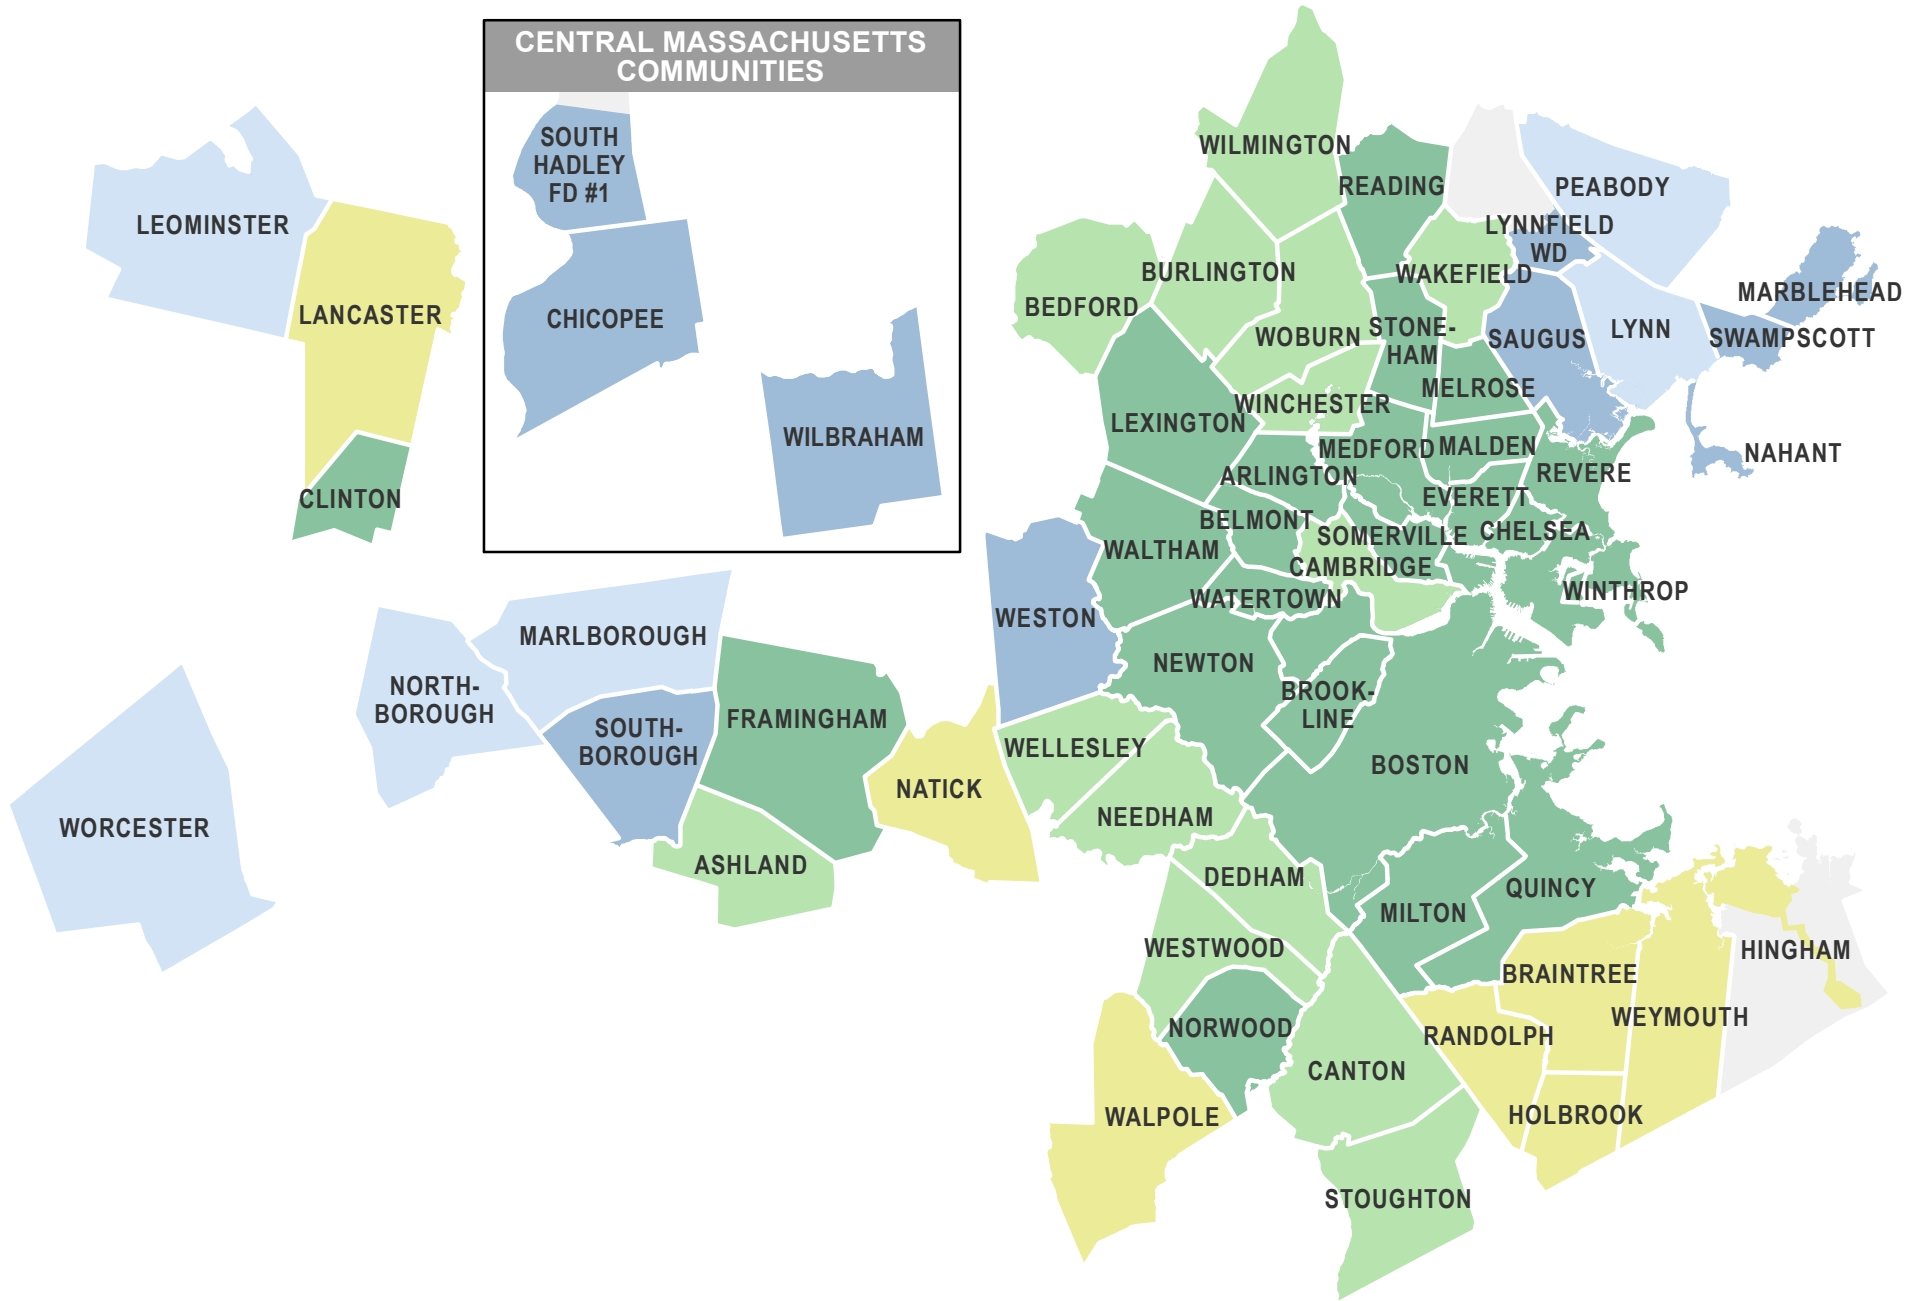 CENTRAL MASSACHUSETTS
COMMUNITIES
SOUTH
HADLEY
FD #1
CHICOPEE
WILBRAHAM
LEOMINSTER
LANCASTER
CLINTON
WORCESTER
NORTH-
BOROUGH
MARLBOROUGH
SOUTH-
BOROUGH
FRAMINGHAM
ASHLAND
NATICK
WILMINGTON
READING
PEABODY
LYNNFIELD
WD
BURLINGTON
WAKEFIELD
BEDFORD
MARBLEHEAD
WOBURN
STONE-
HAM
SAUGUS
LYNN
SWAMPSCOTT
MELROSE
WINCHESTER
LEXINGTON
MEDFORD
MALDEN
NAHANT
ARLINGTON
REVERE
EVERETT
BELMONT
SOMERVILLE
CHELSEA
WALTHAM
CAMBRIDGE
WATERTOWN
WINTHROP
WESTON
NEWTON
BROOK-
LINE
WELLESLEY
BOSTON
NEEDHAM
DEDHAM
QUINCY
MILTON
WESTWOOD
HINGHAM
BRAINTREE
WEYMOUTH
NORWOOD
RANDOLPH
CANTON
WALPOLE
HOLBROOK
STOUGHTON